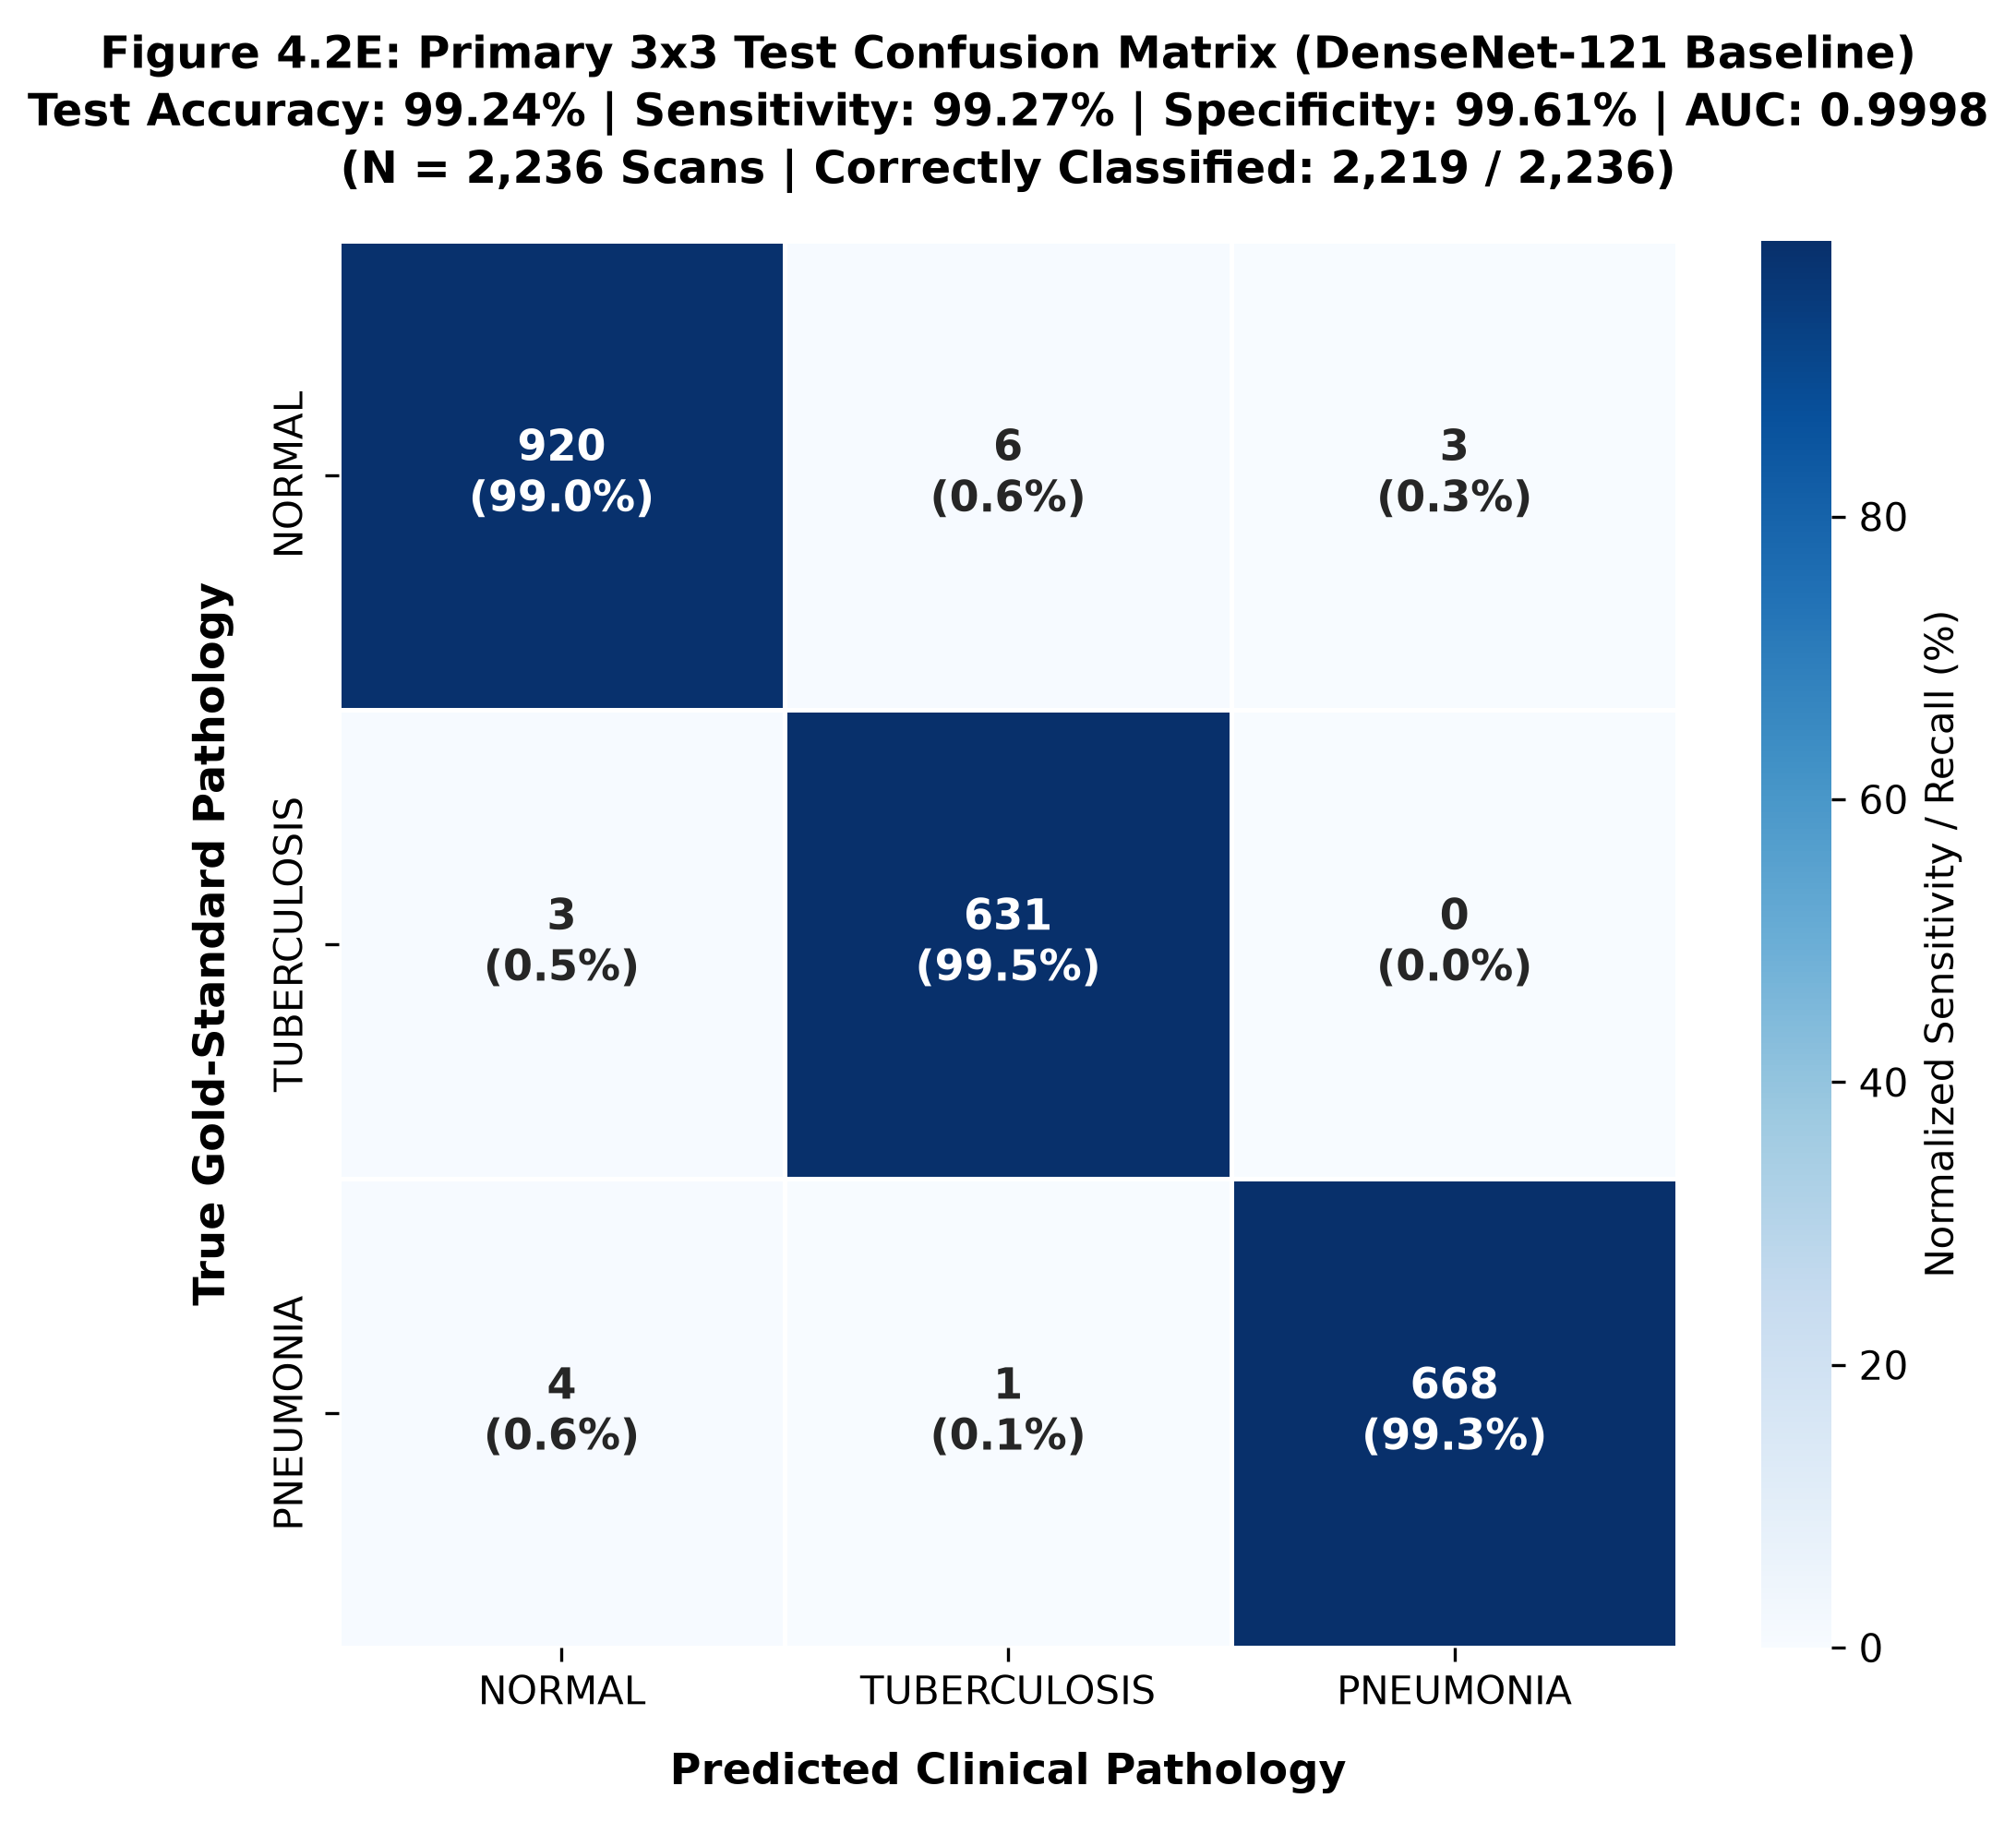 Figure 4.2E: Primary 3x3 Test Confusion Matrix (DenseNet-121 Baseline)
Test Accuracy: 99.24% | Sensitivity: 99.27% | Specificity: 99.61% | AUC: 0.9998
(N = 2,236 Scans | Correctly Classified: 2,219 / 2,236)
True Gold-Standard Pathology
NORMAL
920
(99.0%)
6
(0.6%)
3
(0.3%)
TUBERCULOSIS
3
(0.5%)
631
(99.5%)
0
(0.0%)
PNEUMONIA
4
(0.6%)
1
(0.1%)
668
(99.3%)
NORMAL
TUBERCULOSIS
PNEUMONIA
Predicted Clinical Pathology
80
60
40
20
0
Normalized Sensitivity / Recall (%)